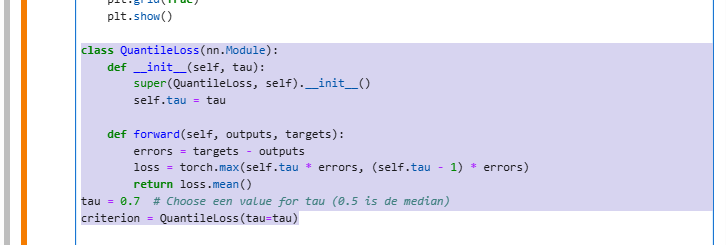 plt.grid(True)
plt.show()
class QuantileLoss(nn.Module):
def __init__(self, tau):
super(QuantileLoss, self).__init__()
self.tau = tau
def forward(self, outputs, targets):
errors = targets - outputs
loss = torch.max(self.tau * errors, (self.tau - 1) * errors)
return loss.mean()
tau = 0.7  # Choose een value for tau (0.5 is de median)
criterion = QuantileLoss(tau=tau)